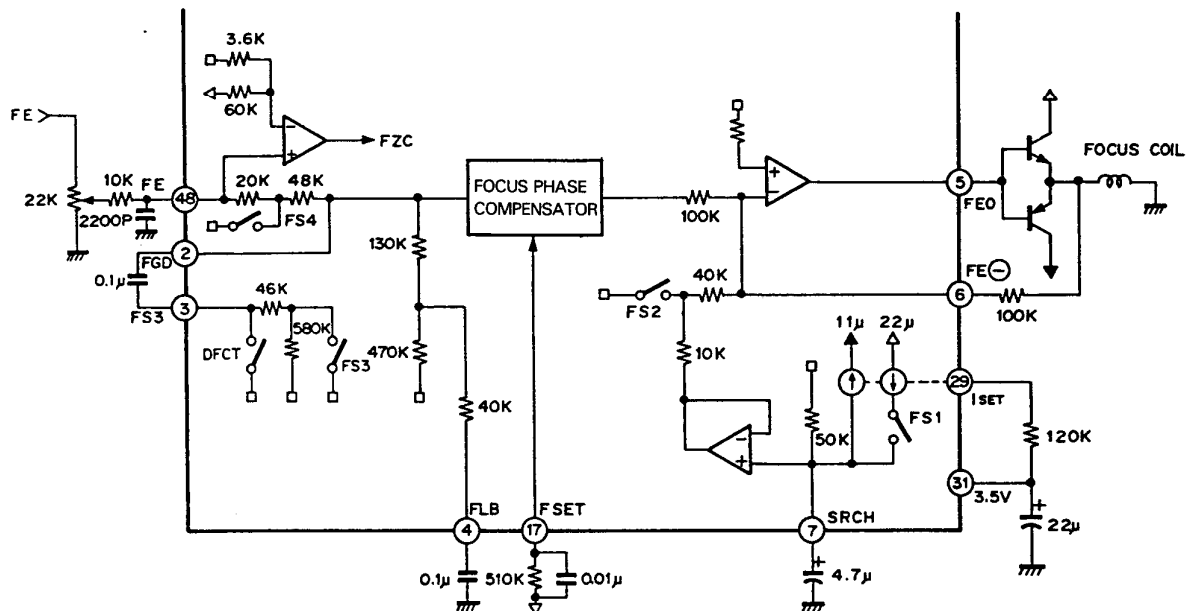 3.6K
60K
FE
FZC
10K
FE
22K
2200P
48
20K
48K
FS4
FOCUS PHASE
COMPENSATOR
100K
5
FEO
FOCUS COIL
2
FGD
0.1μ
3
FS3
46K
DFCT
580K
FS3
130K
470K
40K
FS2
40K
10K
FE⊖
6
100K
11μ
22μ
50K
FS1
29
ISET
120K
31
3.5V
22μ
FLB
4
0.1μ
FSET
17
510K
0.01μ
SRCH
7
4.7μ